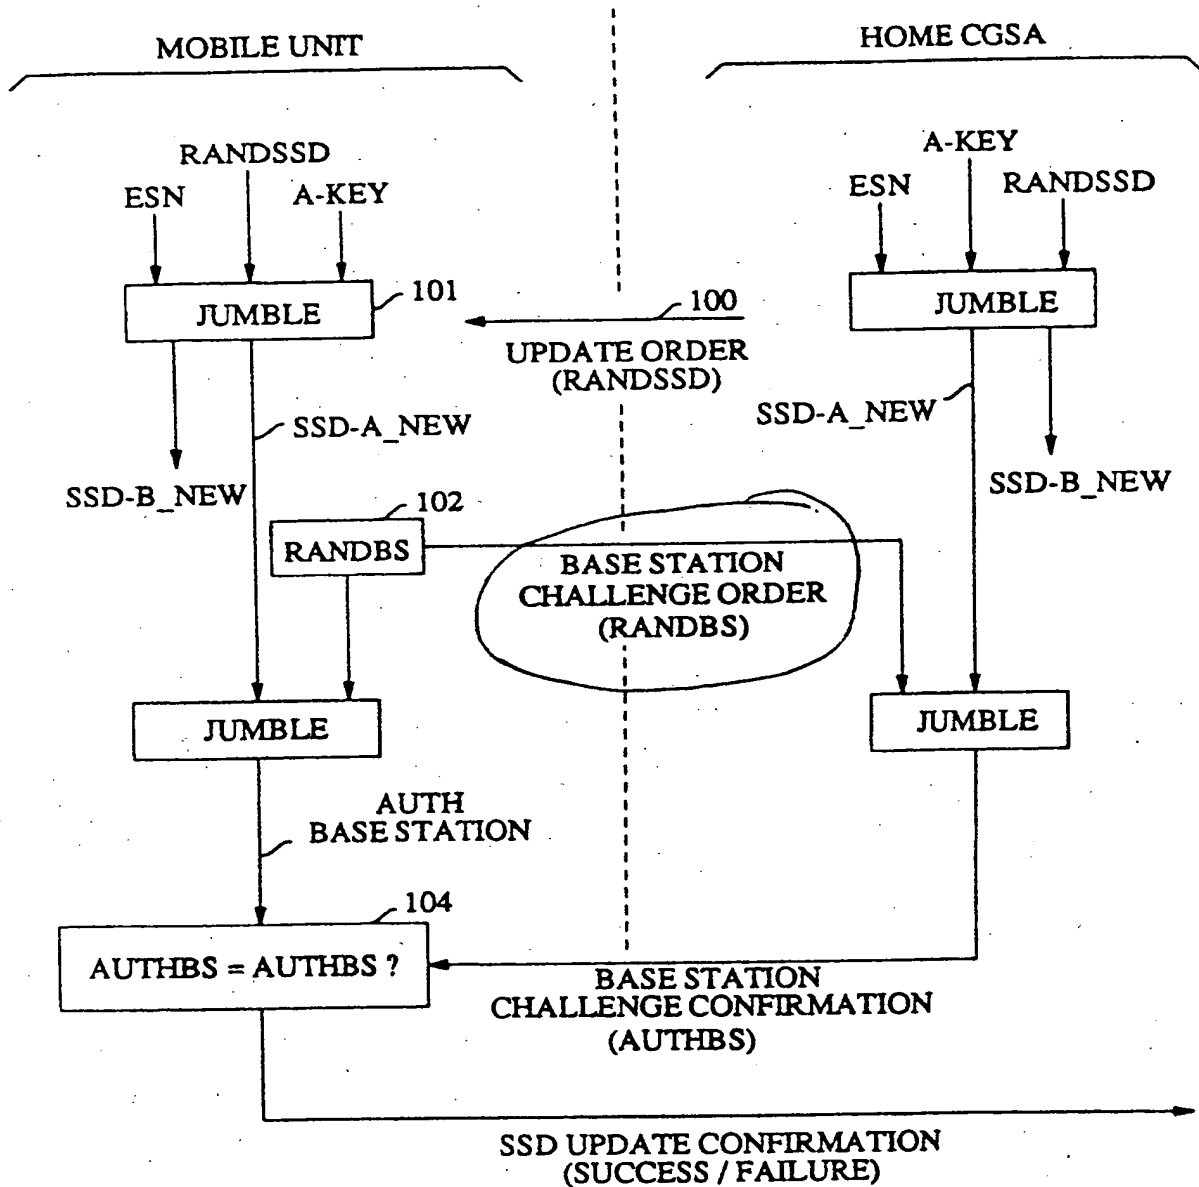 MOBILE UNIT
HOME CGSA
RANDSSD
ESN
A-KEY
A-KEY
ESN
RANDSSD
JUMBLE
101
JUMBLE
100
UPDATE ORDER
(RANDSSD)
SSD-A_NEW
SSD-A_NEW
SSD-B_NEW
SSD-B_NEW
102
RANDBS
BASE STATION
CHALLENGE ORDER
(RANDBS)
JUMBLE
JUMBLE
AUTH
BASE STATION
104
AUTHBS = AUTHBS ?
BASE STATION
CHALLENGE CONFIRMATION
(AUTHBS)
SSD UPDATE CONFIRMATION
(SUCCESS / FAILURE)